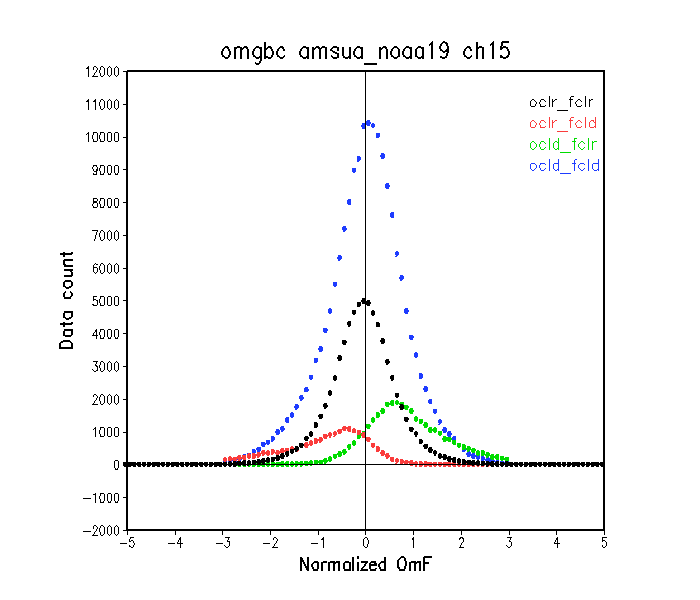 omgbc amsua_noaa19 ch15
12000
11000
10000
9000
8000
7000
6000
5000
4000
3000
2000
1000
0
−1000
−2000
oclr_fclr
oclr_fcld
ocld_fclr
ocld_fcld
Data count
−5 −4 −3 −2 −1 0 1 2 3 4 5
Normalized OmF